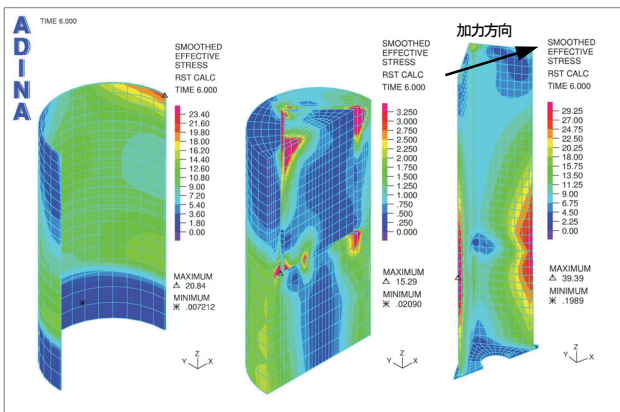 ADINA
TIME 6.000
SMOOTHED
EFFECTIVE
STRESS
RST CALC
TIME 6.000
23.40
21.60
19.80
18.00
16.20
14.40
12.60
10.80
9.00
7.20
5.40
3.60
1.80
0.00
MAXIMUM
△ 20.84
MINIMUM
✳ .007212
Z
Y X
SMOOTHED
EFFECTIVE
STRESS
RST CALC
TIME 6.000
3.250
3.000
2.750
2.500
2.250
2.000
1.750
1.500
1.250
1.000
.750
.500
.250
0.000
MAXIMUM
△ 15.29
MINIMUM
✳ .02090
Z
Y X
加力方向
SMOOTHED
EFFECTIVE
STRESS
RST CALC
TIME 6.000
29.25
27.00
24.75
22.50
20.25
18.00
15.75
13.50
11.25
9.00
6.75
4.50
2.25
0.00
MAXIMUM
△ 39.39
MINIMUM
✳ .1989
Z
Y X